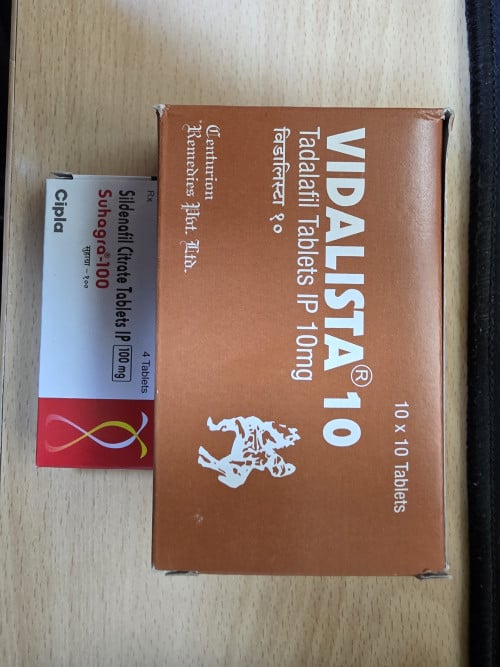 Rx
Sildenafil Citrate Tablets IP 100 mg
Suhagra®-100
सुहाग्रा - १००
Cipla
4 Tablets
10 x 10 Tablets
VIDALISTA® 10
Tadalafil Tablets IP 10mg
विडालिस्टा १०
Centurion
Remedies Pvt. Ltd.